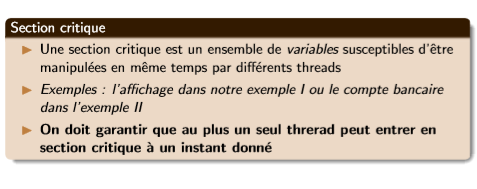 Section critique
Une section critique est un ensemble de variables susceptibles d'être
manipulées en même temps par différents threads
Exemples : l'affichage dans notre exemple I ou le compte bancaire
dans l'exemple II
On doit garantir que au plus un seul threrad peut entrer en
section critique à un instant donné